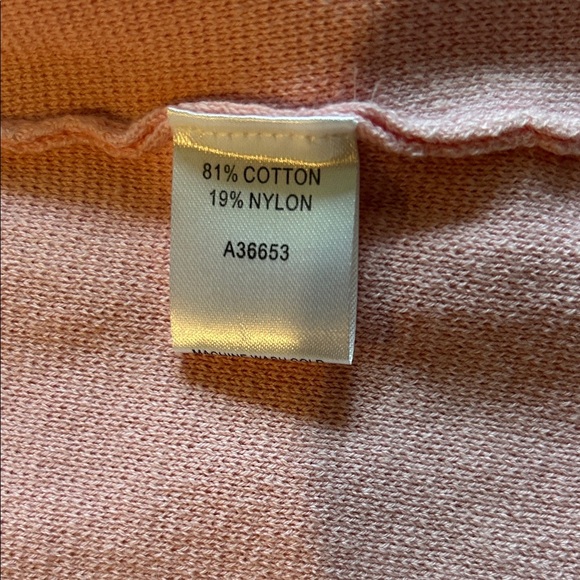 81% COTTON
19% NYLON
A36653
MACHINE WASH COLD